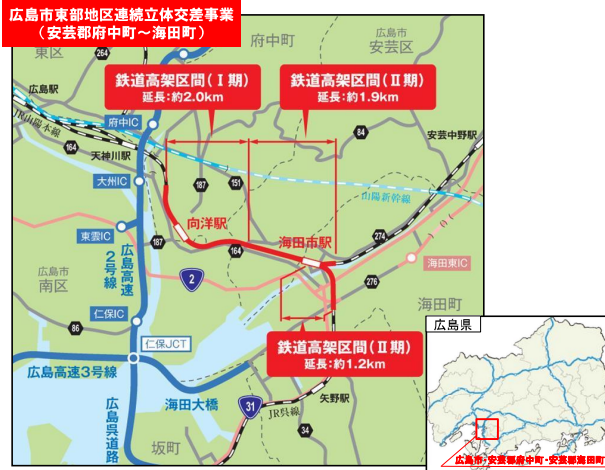 広島市東部地区連続立体交差事業
(安芸郡府中町～海田町)
広島市
東区
264
府中町
広島市
安芸区
鉄道高架区間(Ⅰ期)
延長:約2.0km
鉄道高架区間(Ⅱ期)
延長:約1.9km
広島駅
JR山陽本線
府中IC
84
安芸中野駅
164
天神川駅
大州IC
187
151
山陽新幹線
向洋駅
274
東雲IC
187
164
海田市駅
広島高速
2号線
海田東IC
広島市
南区
2
276
海田町
仁保IC
86
仁保JCT
鉄道高架区間(Ⅱ期)
延長:約1.2km
広島高速3号線
海田大橋
31
JR呉線
矢野駅
34
広島呉道路
坂町
広島県
広島市・安芸郡府中町・安芸郡海田町